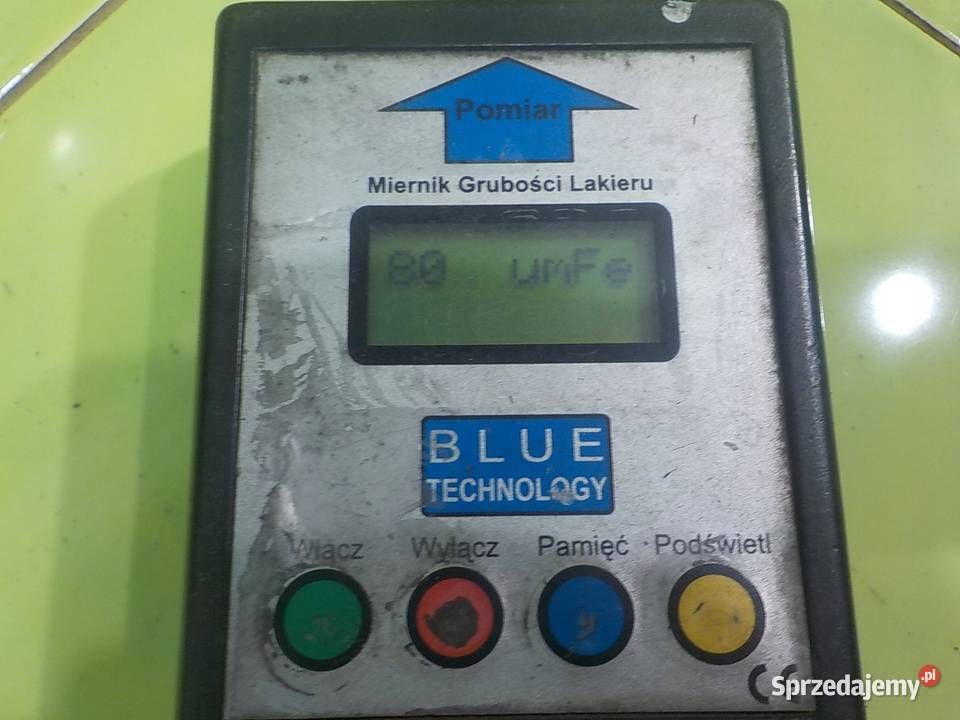 Pomiar
Miernik Grubości Lakieru
80 umFe
BLUE
TECHNOLOGY
Włącz Wyłącz Pamięć Podświetl
CE
Sprzedajemy.pl